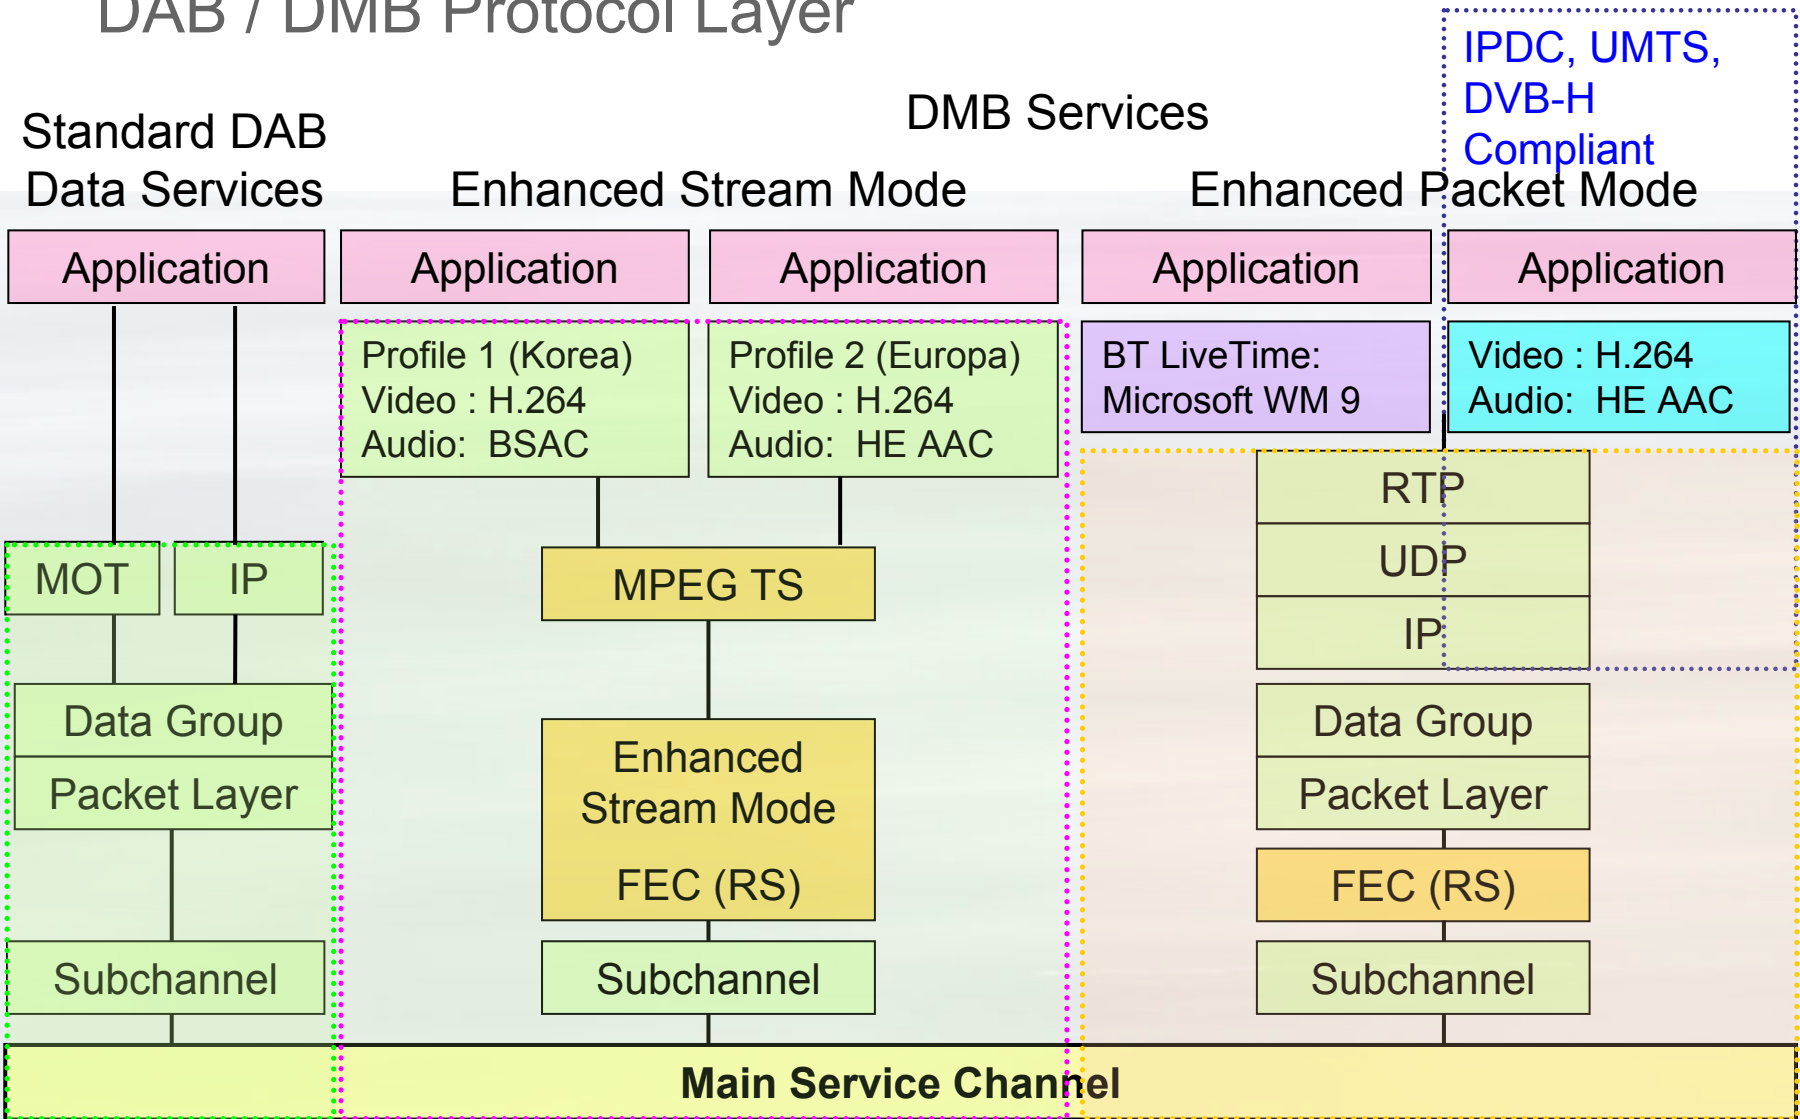 DAB / DMB Protocol Layer
IPDC, UMTS,
DVB-H
Compliant
DMB Services
Standard DAB
Data Services
Enhanced Stream Mode
Enhanced Packet Mode
Application
Application
Application
Application
Application
Profile 1 (Korea)
Video : H.264
Audio: BSAC
Profile 2 (Europa)
Video : H.264
Audio: HE AAC
BT LiveTime:
Microsoft WM 9
Video : H.264
Audio: HE AAC
MOT
IP
MPEG TS
RTP
UDP
IP
Data Group
Packet Layer
Enhanced
Stream Mode
FEC (RS)
Data Group
Packet Layer
FEC (RS)
Subchannel
Subchannel
Subchannel
Main Service Channel